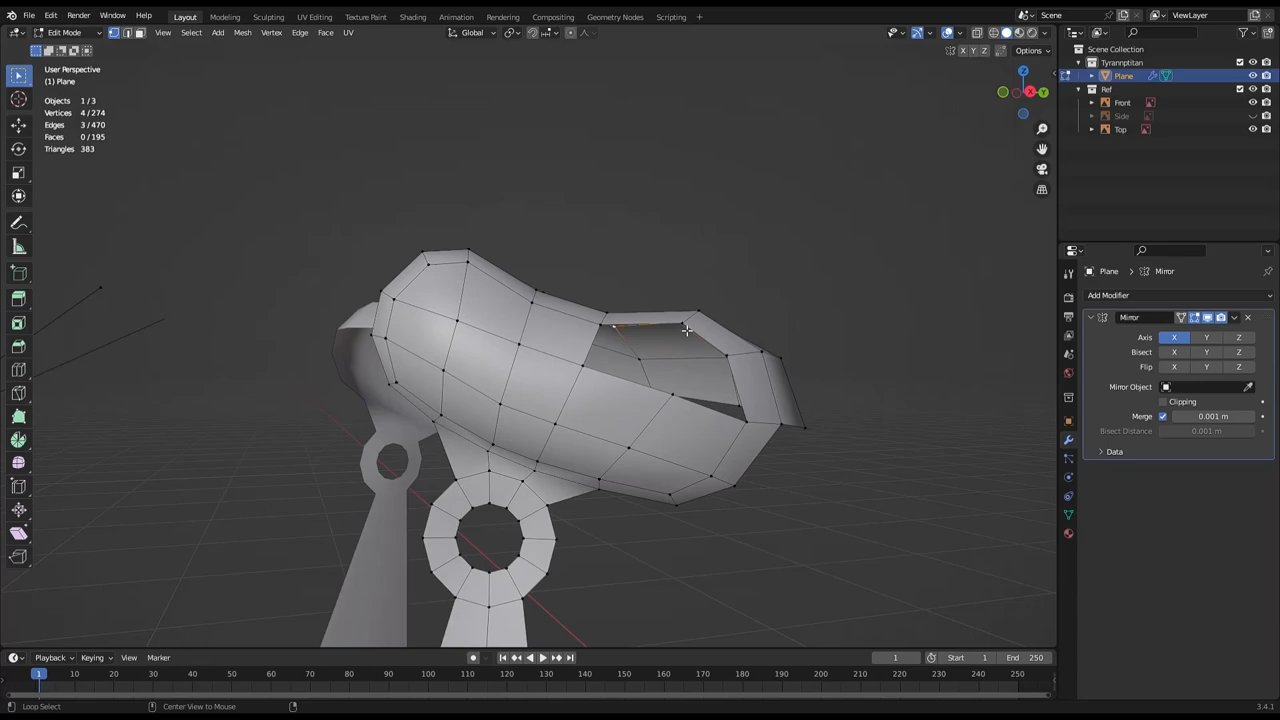 File Edit Render Window Help Layout Modeling Sculpting UV Editing Texture Paint Shading Animation Rendering Compositing Geometry Nodes Scripting + Scene ViewLayer
Edit Mode View Select Add Mesh Vertex Edge Face UV Global
X Y Z Options
User Perspective
(1) Plane
Objects 1/3
Vertices 4/274
Edges 3/470
Faces 0/195
Triangles 383
Z
X
Y
Scene Collection
Tyrannptitan
Plane
Ref
Front
Side
Top
Plane > Mirror
Add Modifier
Mirror
Axis X Y Z
Bisect X Y Z
Flip X Y Z
Mirror Object
Clipping
Merge 0.001 m
Bisect Distance 0.001 m
Data
Playback Keying View Marker 1 Start 1 End 250
1 10 20 30 40 50 60 70 80 90 100 110 120 130 140 150 160 170 180 190 200 210 220 230 240 250
Loop Select Center View to Mouse 3.4.1